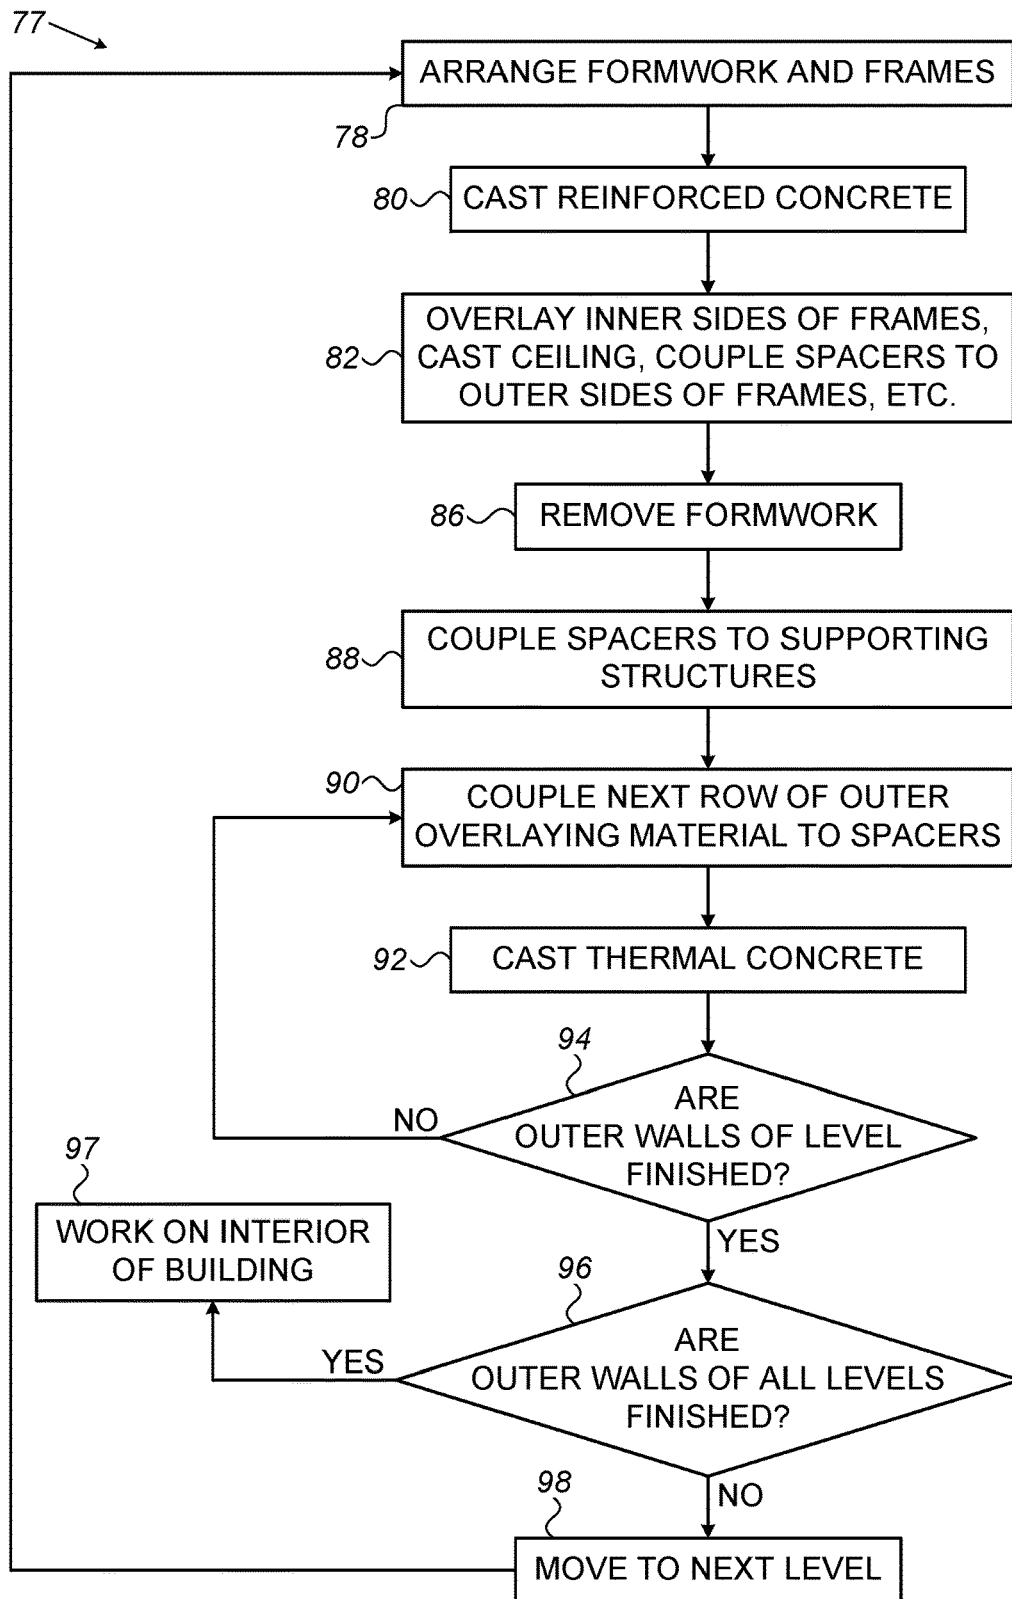 77
ARRANGE FORMWORK AND FRAMES
78
CAST REINFORCED CONCRETE
80
OVERLAY INNER SIDES OF FRAMES,
CAST CEILING, COUPLE SPACERS TO
OUTER SIDES OF FRAMES, ETC.
82
REMOVE FORMWORK
86
COUPLE SPACERS TO SUPPORTING
STRUCTURES
88
90
COUPLE NEXT ROW OF OUTER
OVERLAYING MATERIAL TO SPACERS
CAST THERMAL CONCRETE
92
94
ARE
OUTER WALLS OF LEVEL
FINISHED?
NO
YES
97
WORK ON INTERIOR
OF BUILDING
96
ARE
OUTER WALLS OF ALL LEVELS
FINISHED?
YES
NO
98
MOVE TO NEXT LEVEL